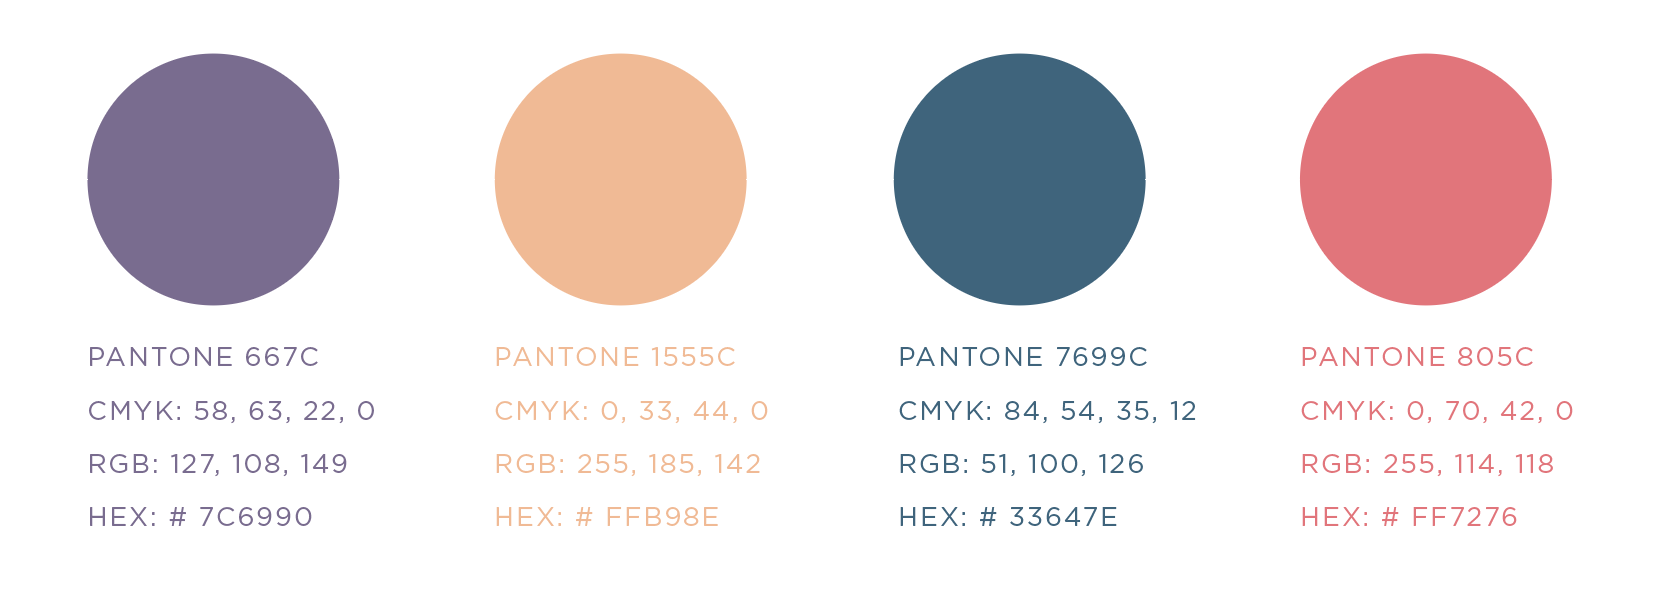 PANTONE 667C
CMYK: 58, 63, 22, 0
RGB: 127, 108, 149
HEX: # 7C6990
PANTONE 1555C
CMYK: 0, 33, 44, 0
RGB: 255, 185, 142
HEX: # FFB98E
PANTONE 7699C
CMYK: 84, 54, 35, 12
RGB: 51, 100, 126
HEX: # 33647E
PANTONE 805C
CMYK: 0, 70, 42, 0
RGB: 255, 114, 118
HEX: # FF7276